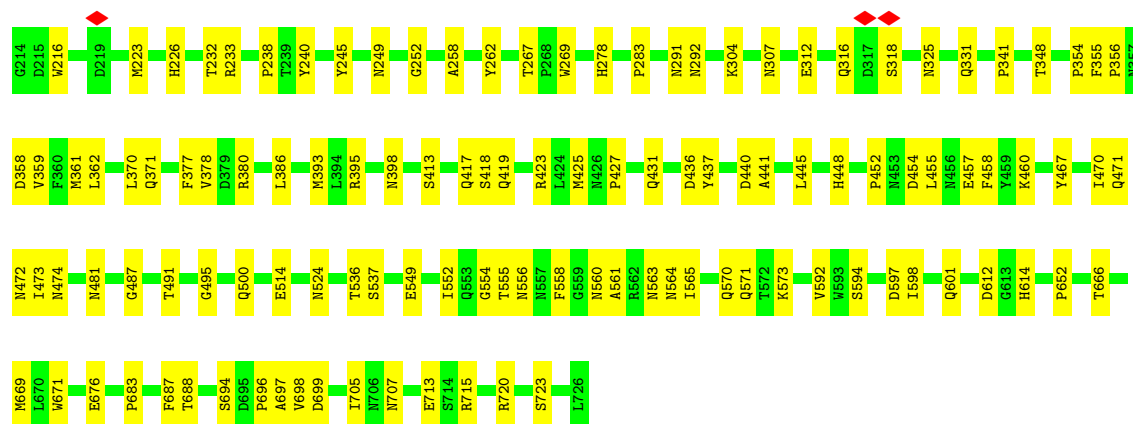 G214 D215 W216 D219 M223 H226 T232 R233 P238 T239 Y240 Y245 N249 G252 A258 Y262 T267 P268 W269 H278 P283 N291 N292 K304 N307 E312 Q316 D317 S318 N325 Q331 P341 T348 P354 F355 P356 N357
D358 V359 F360 M361 L362 L370 Q371 F377 V378 D379 R380 L386 M393 L394 R395 N398 S413 Q417 S418 Q419 R423 L424 M425 N426 P427 Q431 D436 Y437 D440 A441 L445 H448 P452 N453 D454 L455 N456 E457 F458 Y459 K460 Y467 I470 Q471
N472 I473 N474 N481 G487 T491 G495 Q500 E514 N524 T536 S537 E549 I552 Q553 G554 T555 N556 N557 F558 G559 N560 A561 R562 N563 N564 I565 Q570 Q571 T572 K573 V592 W593 S594 D597 I598 Q601 D612 G613 H614 P652 T666
M669 L670 W671 E676 P683 F687 T688 S694 D695 P696 A697 V698 D699 I705 N706 N707 E713 S714 R715 R720 S723 L726